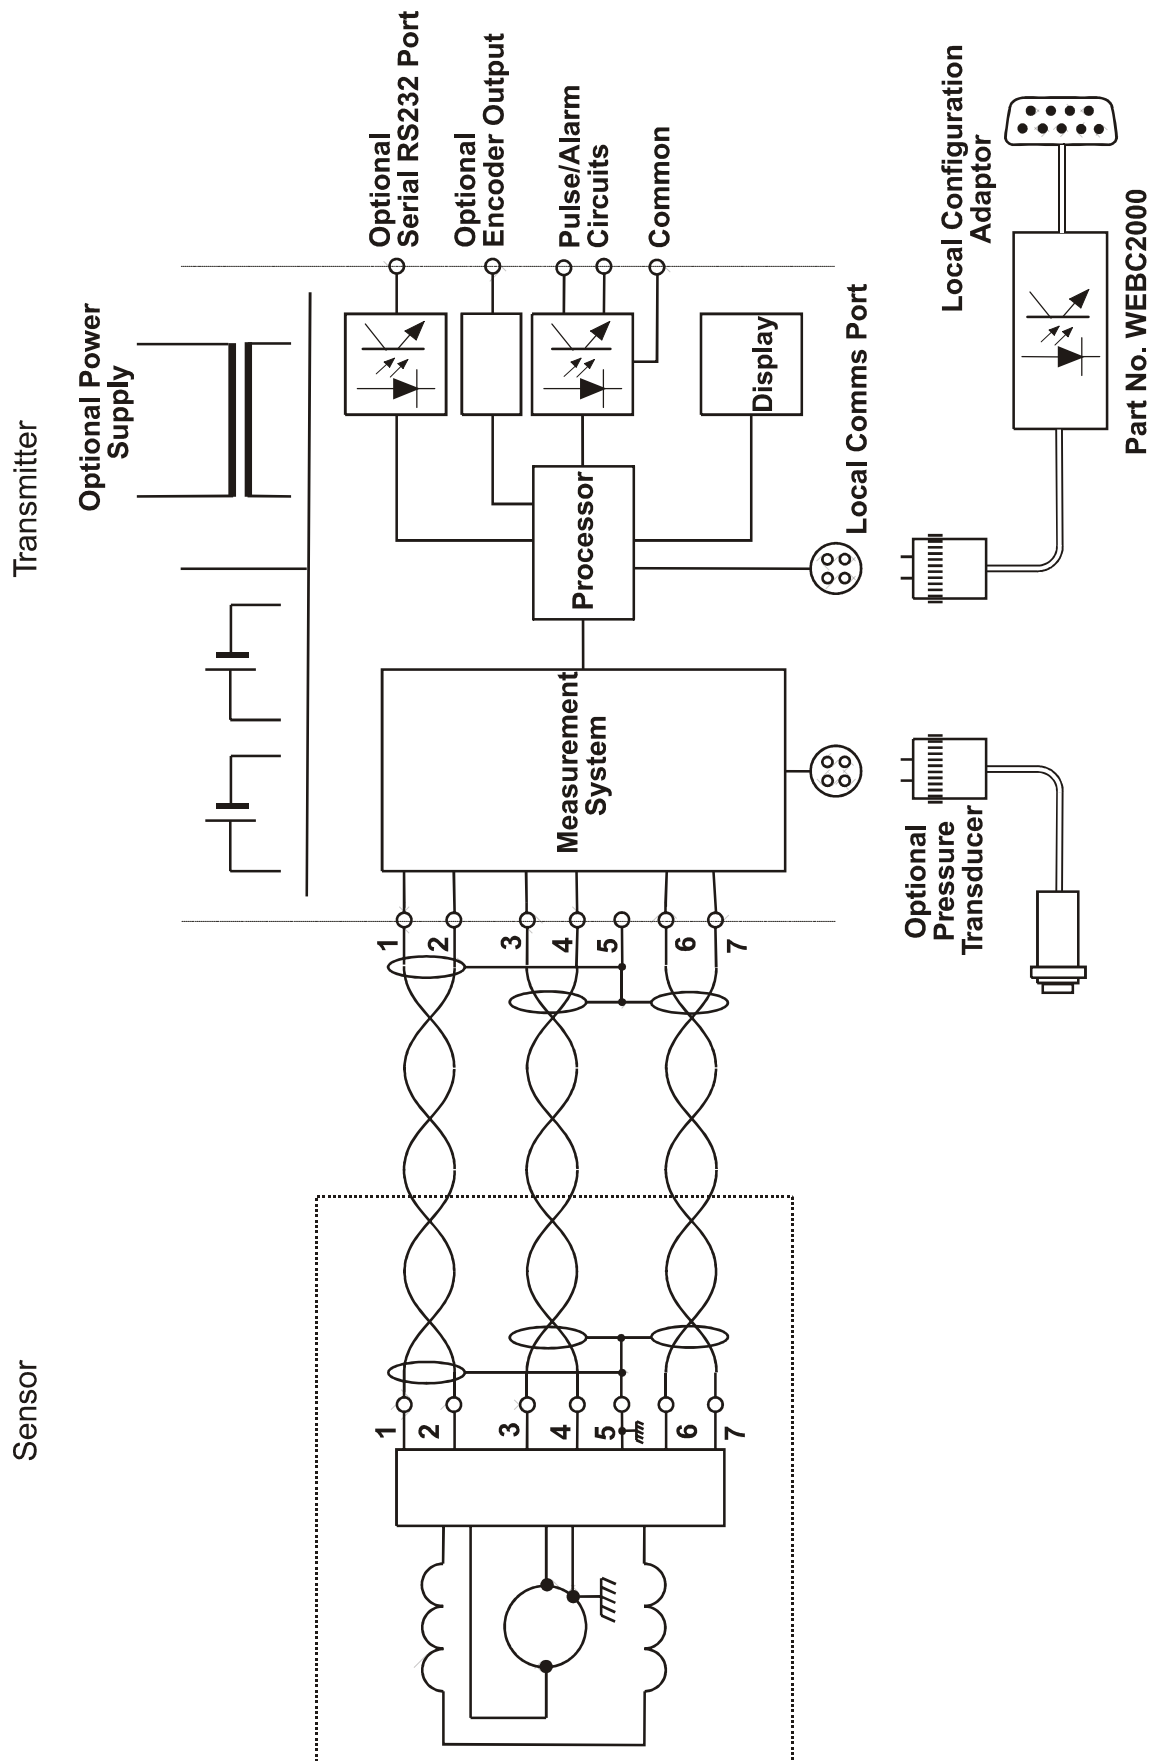 Sensor
Transmitter
Optional Power
Supply
Optional
Serial RS232 Port
Optional
Encoder Output
Pulse/Alarm
Circuits
Common
Display
Processor
Measurement
System
1
2
3
4
5
6
7
1
2
3
4
5
6
7
Local Comms Port
Optional
Pressure
Transducer
Local Configuration
Adaptor
Part No. WEBC2000